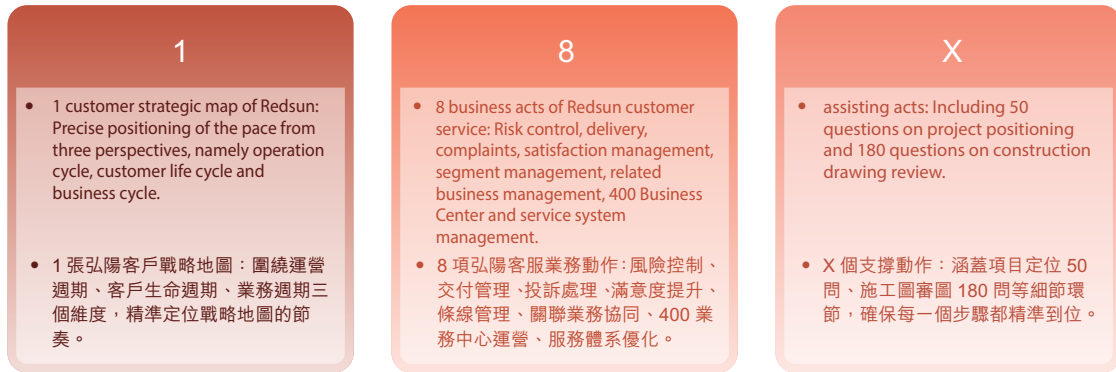 1
• 1 customer strategic map of Redsun:
Precise positioning of the pace from
three perspectives, namely operation
cycle, customer life cycle and
business cycle.
• 1 張弘陽客戶戰略地圖：圍繞運營
週期、客戶生命週期、業務週期三
個維度，精準定位戰略地圖的節
奏。
8
• 8 business acts of Redsun customer
service: Risk control, delivery,
complaints, satisfaction management,
segment management, related
business management, 400 Business
Center and service system
management.
• 8 項弘陽客服業務動作：風險控制、
交付管理、投訴處理、滿意度提升、
條線管理、關聯業務協同、400 業
務中心運營、服務體系優化。
X
• assisting acts: Including 50
questions on project positioning
and 180 questions on construction
drawing review.
• X 個支撐動作：涵蓋項目定位 50
問、施工圖審圖 180 問等細節環
節，確保每一個步驟都精準到位。